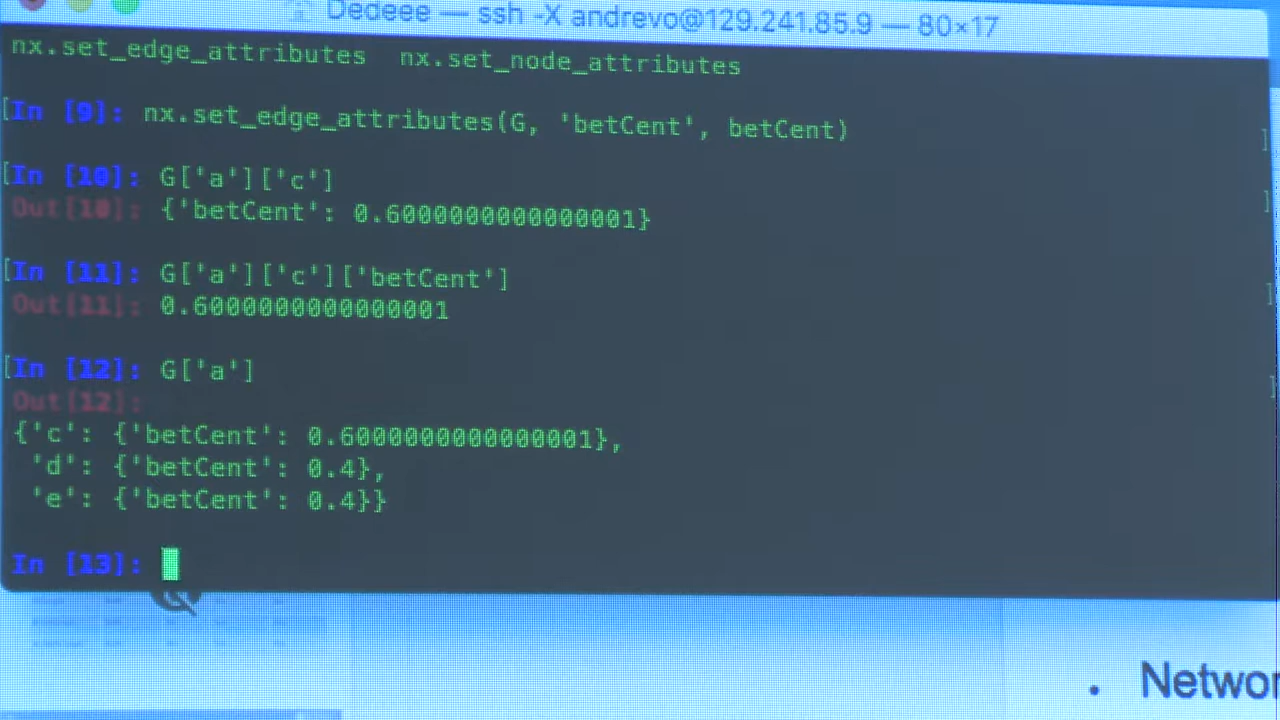 Dedeee — ssh -X andrevo@129.241.85.9 — 80×17
nx.set_edge_attributes  nx.set_node_attributes
[In [9]: nx.set_edge_attributes(G, 'betCent', betCent) ]
[In [10]: G['a']['c'] ]
Out[10]: {'betCent': 0.6000000000000001}
[In [11]: G['a']['c']['betCent'] ]
Out[11]: 0.6000000000000001
[In [12]: G['a'] ]
Out[12]:
{'c': {'betCent': 0.6000000000000001},
'd': {'betCent': 0.4},
'e': {'betCent': 0.4}}
In [13]:
• Networ